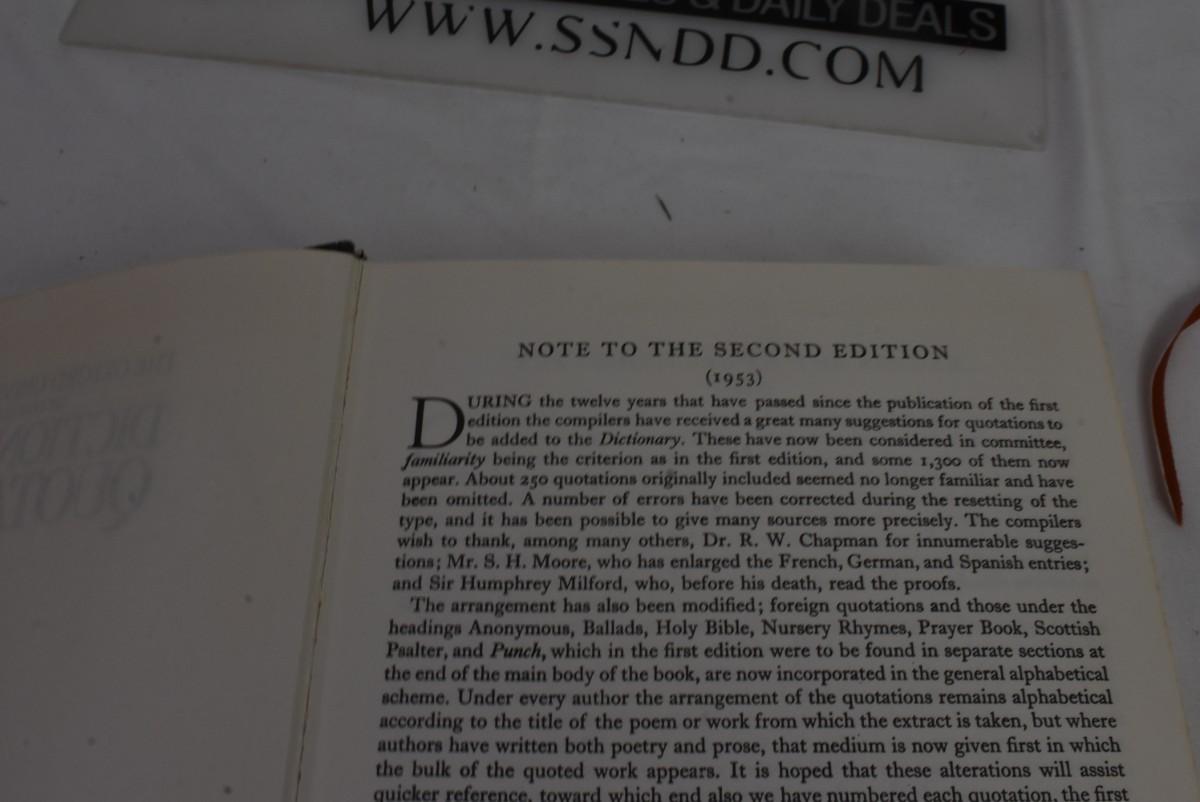 & DAILY DEALS
WWW.SSNDD.COM
NOTE TO THE SECOND EDITION
(1953)
DURING the twelve years that have passed since the publication of the first
edition the compilers have received a great many suggestions for quotations to
be added to the Dictionary. These have now been considered in committee,
familiarity being the criterion as in the first edition, and some 1,300 of them now
appear. About 250 quotations originally included seemed no longer familiar and have
been omitted. A number of errors have been corrected during the resetting of the
type, and it has been possible to give many sources more precisely. The compilers
wish to thank, among many others, Dr. R. W. Chapman for innumerable sugges-
tions; Mr. S. H. Moore, who has enlarged the French, German, and Spanish entries;
and Sir Humphrey Milford, who, before his death, read the proofs.
The arrangement has also been modified; foreign quotations and those under the
headings Anonymous, Ballads, Holy Bible, Nursery Rhymes, Prayer Book, Scottish
Psalter, and Punch, which in the first edition were to be found in separate sections at
the end of the main body of the book, are now incorporated in the general alphabetical
scheme. Under every author the arrangement of the quotations remains alphabetical
according to the title of the poem or work from which the extract is taken, but where
authors have written both poetry and prose, that medium is now given first in which
the bulk of the quoted work appears. It is hoped that these alterations will assist
quicker reference, toward which end also we have numbered each quotation, the first